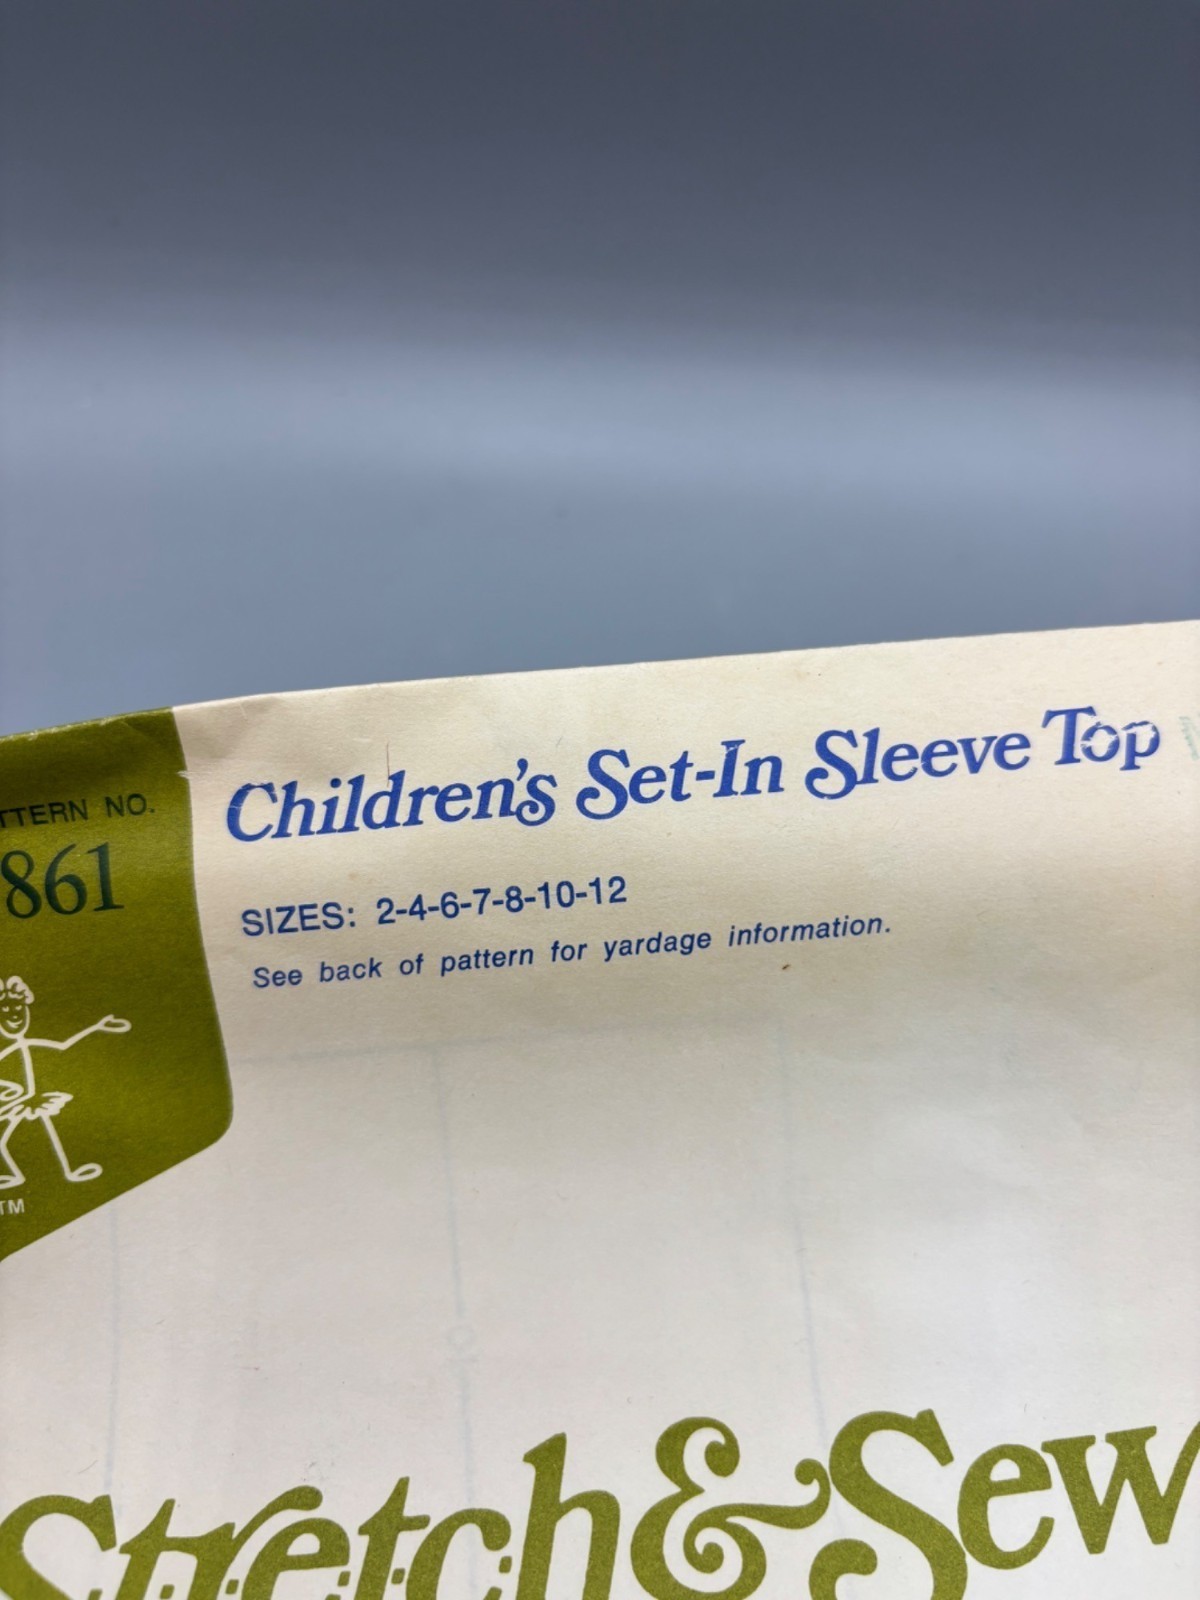 Children's Set-In Sleeve Top
TTERN NO.
861
SIZES: 2-4-6-7-8-10-12
See back of pattern for yardage information.
TM
Stretch & Sew